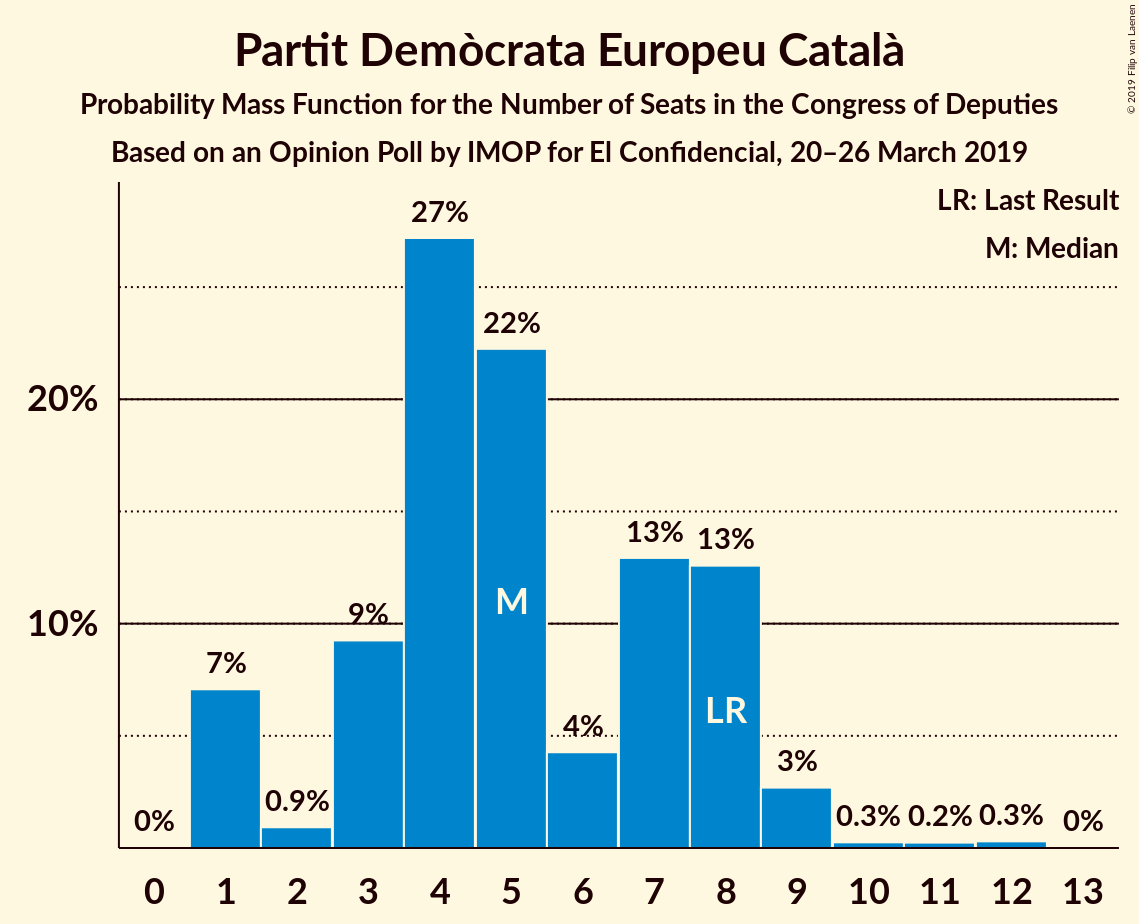 Partit Demòcrata Europeu Català
Probability Mass Function for the Number of Seats in the Congress of Deputies
Based on an Opinion Poll by IMOP for El Confidencial, 20–26 March 2019
© 2019 Filip van Laenen
LR: Last Result
M: Median
27%
22%
20%
13%
13%
M
9%
10%
7%
LR
4%
3%
0.9%
0%
0.3%
0.2%
0.3%
0%
0 1 2 3 4 5 6 7 8 9 10 11 12 13